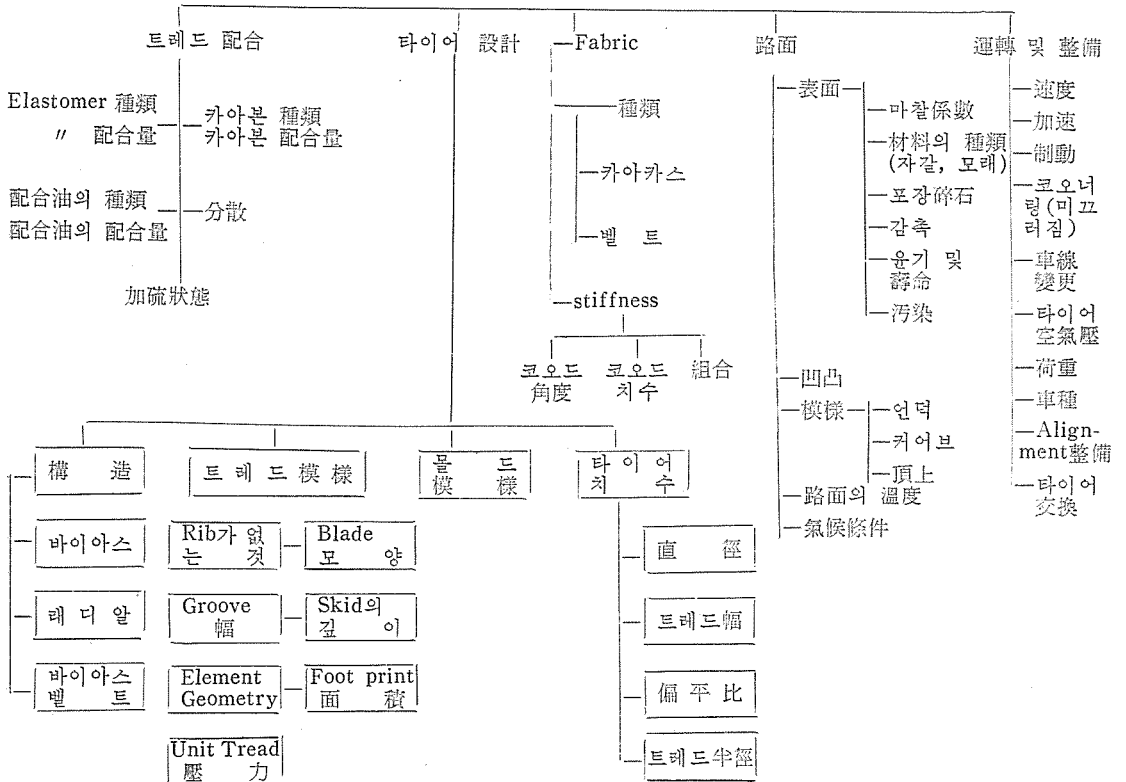 트레드 配合
Elastomer 種類
〃 配合量
카아본 種類
카아본 配合量
配合油의 種類
配合油의 配合量
分散
加硫狀態
타이어 設計
Fabric
種類
카아카스
벨 트
stiffness
코오드
角度
코오드
치수
組合
路面
表面
마찰係數
材料의 種類
(자갈, 모래)
포장碎石
감촉
윤기 및
壽命
汚染
凹凸
模樣
언덕
커어브
頂上
路面의 溫度
氣候條件
運轉 및 整備
速度
加速
制動
코오너
링(미끄
러짐)
車線
變更
타이어
空氣壓
荷重
車種
Align-
ment整備
타이어
交換
構 造
바이아스
래 디 알
바이아스
벨 트
트 레 드 模 樣
Rib가 없
는 것
Blade
모 양
Groove
幅
Skid의
깊 이
Element
Geometry
Foot print
面 積
Unit Tread
壓 力
몰 드
模 樣
타 이 어
치 수
直 徑
트레드幅
偏 平 比
트레드半徑